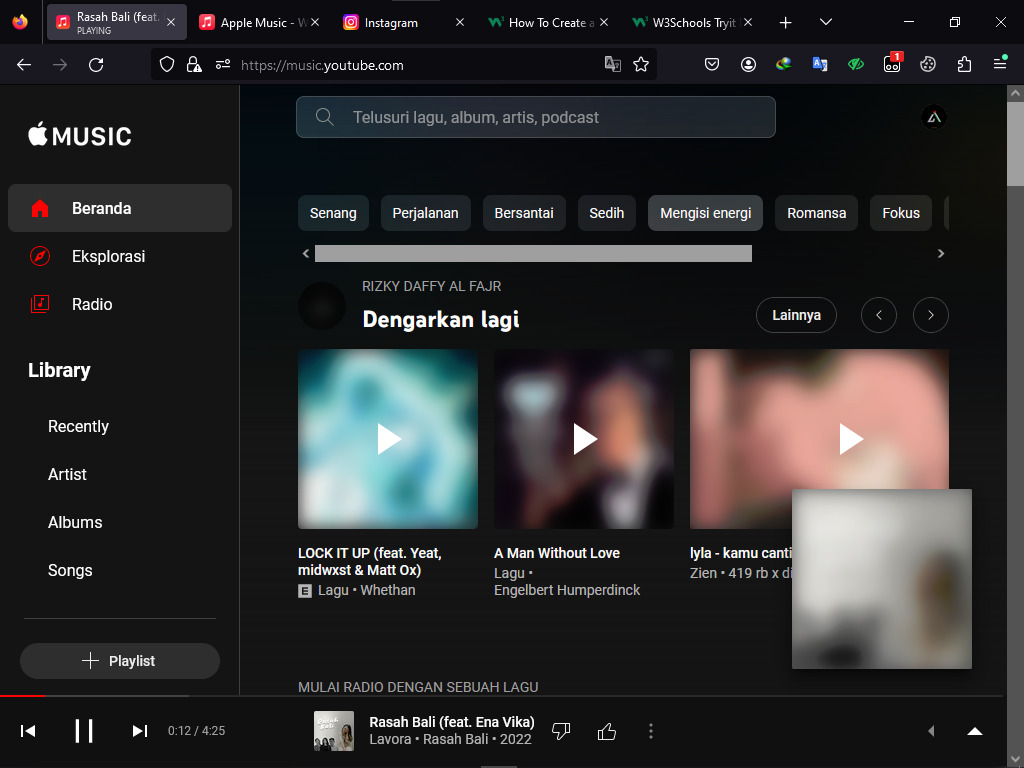 Rasah Bali (feat.
PLAYING
Apple Music - W
Instagram
How To Create a
W3Schools Tryit
https://music.youtube.com
1
MUSIC
Telusuri lagu, album, artis, podcast
Beranda
Eksplorasi
Radio
Library
Recently
Artist
Albums
Songs
Playlist
Senang
Perjalanan
Bersantai
Sedih
Mengisi energi
Romansa
Fokus
RIZKY DAFFY AL FAJR
Dengarkan lagi
Lainnya
LOCK IT UP (feat. Yeat,
midwxst & Matt Ox)
E Lagu • Whethan
A Man Without Love
Lagu •
Engelbert Humperdinck
lyla - kamu canti
Zien • 419 rb x di
MULAI RADIO DENGAN SEBUAH LAGU
0:12 / 4:25
Rasah Bali
Rasah Bali (feat. Ena Vika)
Lavora • Rasah Bali • 2022